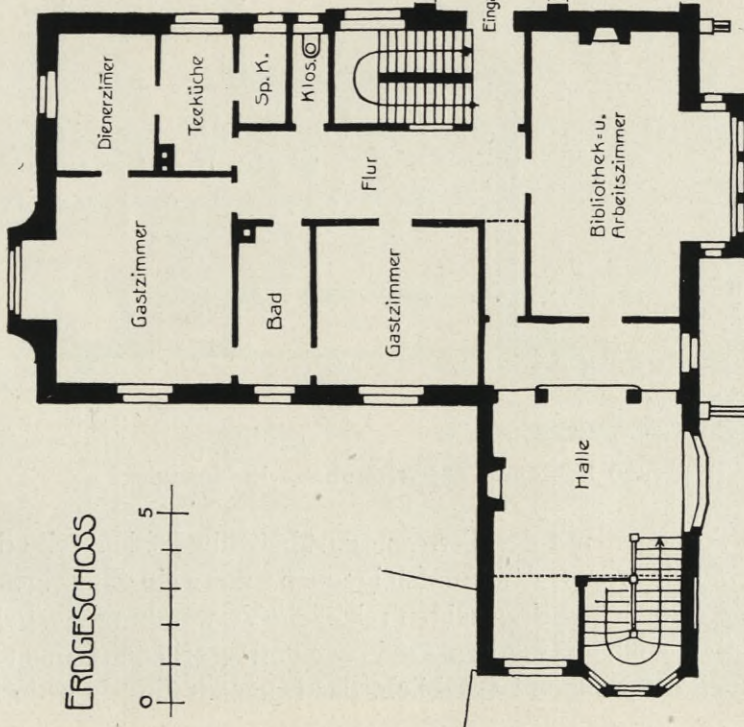 Eing
Dienerzimer
Teeküche
Sp. K.
Klos.
Flur
Bibliothek=u.
Arbeitszimmer
Gastzimmer
Bad
Gastzimmer
Halle
ERDGESCHOSS
0
5